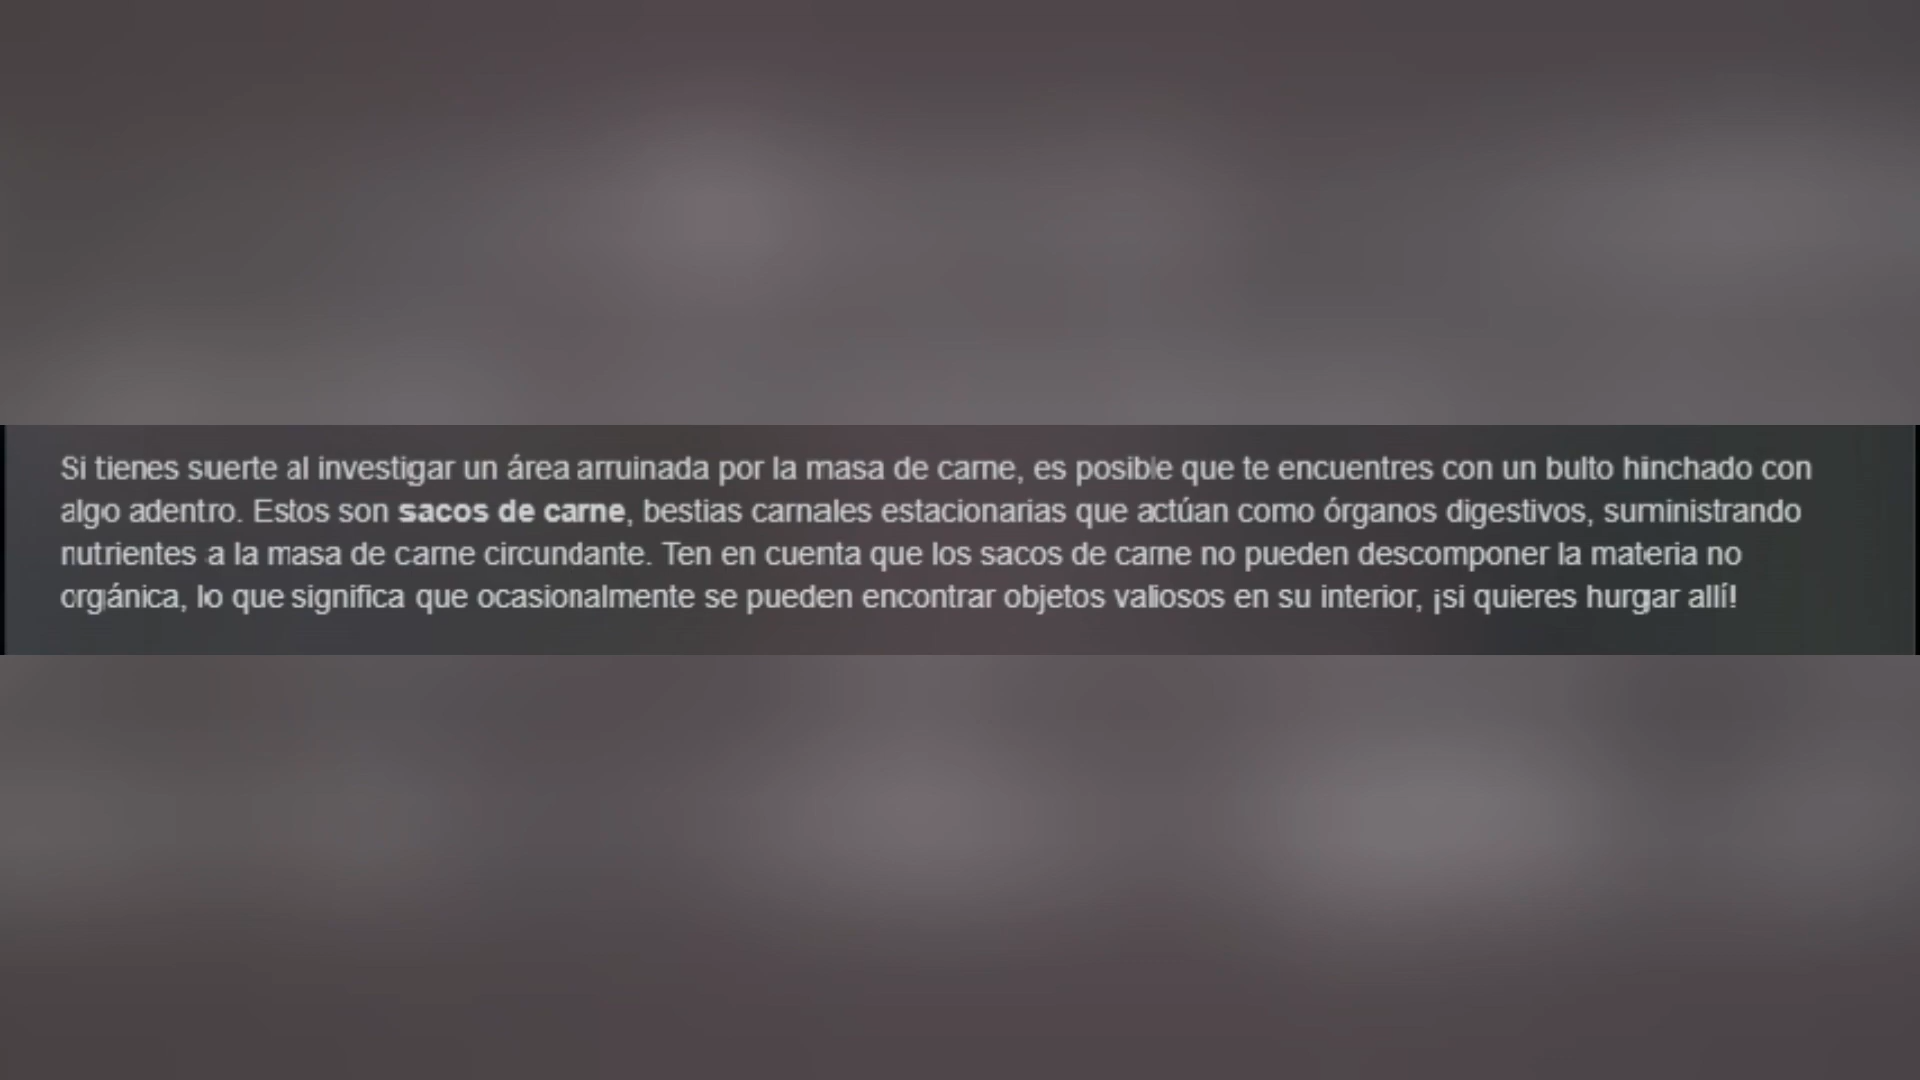 Si tienes suerte al investigar un área arruinada por la masa de carne, es posible que te encuentres con un bulto hinchado con
algo adentro. Estos son sacos de carne, bestias carnales estacionarias que actúan como órganos digestivos, suministrando
nutrientes a la masa de carne circundante. Ten en cuenta que los sacos de carne no pueden descomponer la materia no
orgánica, lo que significa que ocasionalmente se pueden encontrar objetos valiosos en su interior, ¡si quieres hurgar allí!